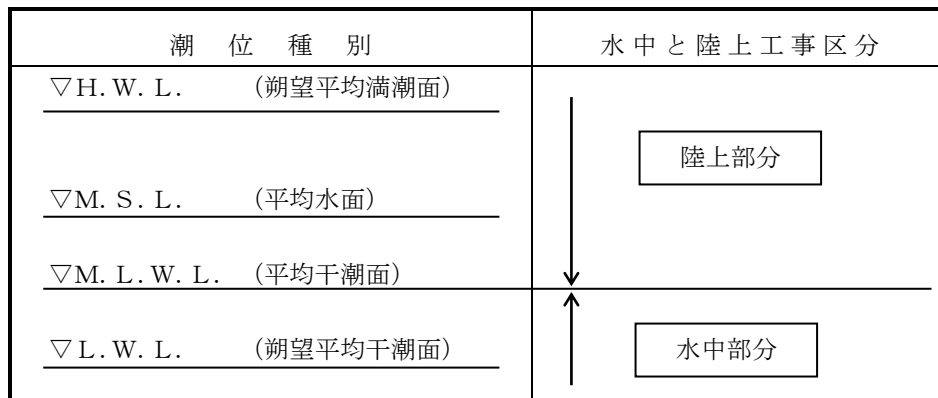 潮位種別
水中と陸上工事区分
▽H.W.L. (朔望平均満潮面)
陸上部分
▽M.S.L. (平均水面)
▽M.L.W.L. (平均干潮面)
▽L.W.L. (朔望平均干潮面)
水中部分